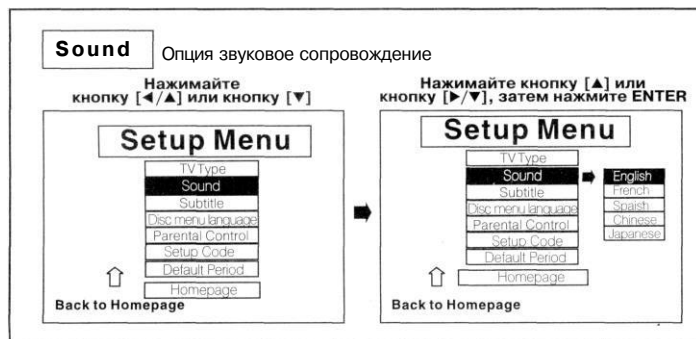 Sound Опция звуковое сопровождение
Нажимайте
кнопку [◄/▲] или кнопку [▼]
Setup Menu
TV Type
Sound
Subtitle
Disc menu language
Parental Control
Setup Code
Default Period
Homepage
Back to Homepage
Нажимайте кнопку [▲] или
кнопку [►/▼], затем нажмите ENTER
Setup Menu
TV Type
Sound
Subtitle
Disc menu language
Parental Control
Setup Code
Default Period
Homepage
Back to Homepage
English
French
Spaish
Chinese
Japanese